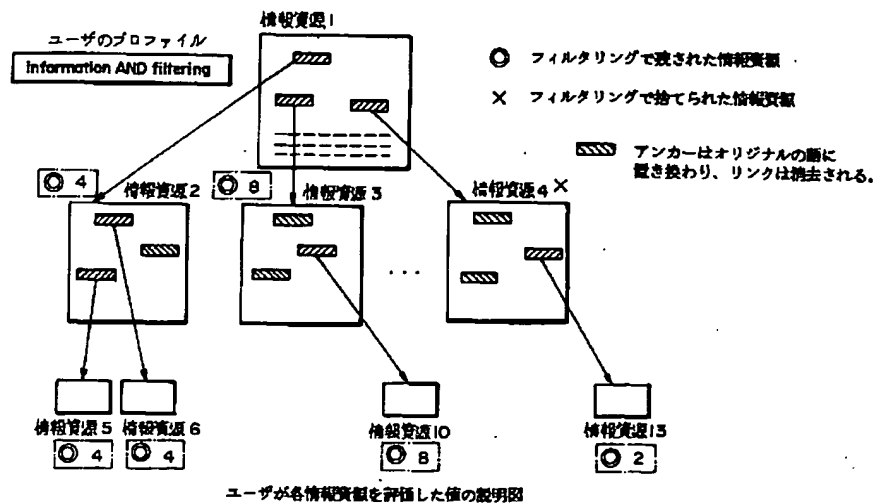 情報資源1
ユーザのプロファイル
Information AND filtering
◎ フィルタリングで残された情報資源
× フィルタリングで捨てられた情報資源
アンカーはオリジナルの語に
置き換わり、リンクは消去される。
◎ 4
情報資源2
◎ 8
情報資源3
情報資源4 ×
...
情報資源5
情報資源6
情報資源10
情報資源13
◎ 4
◎ 4
◎ 8
◎ 2
ユーザが各情報資源を評価した値の説明図